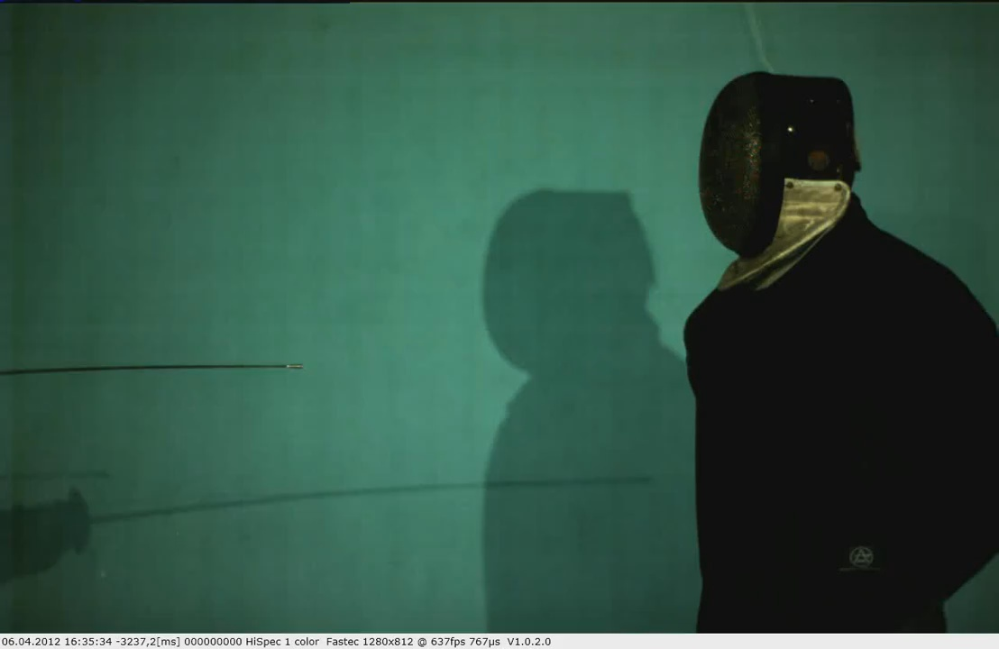 06.04.2012 16:35:34 -3237,2[ms] 000000000 HiSpec 1 color Fastec 1280x812 @ 637fps 767µs V1.0.2.0